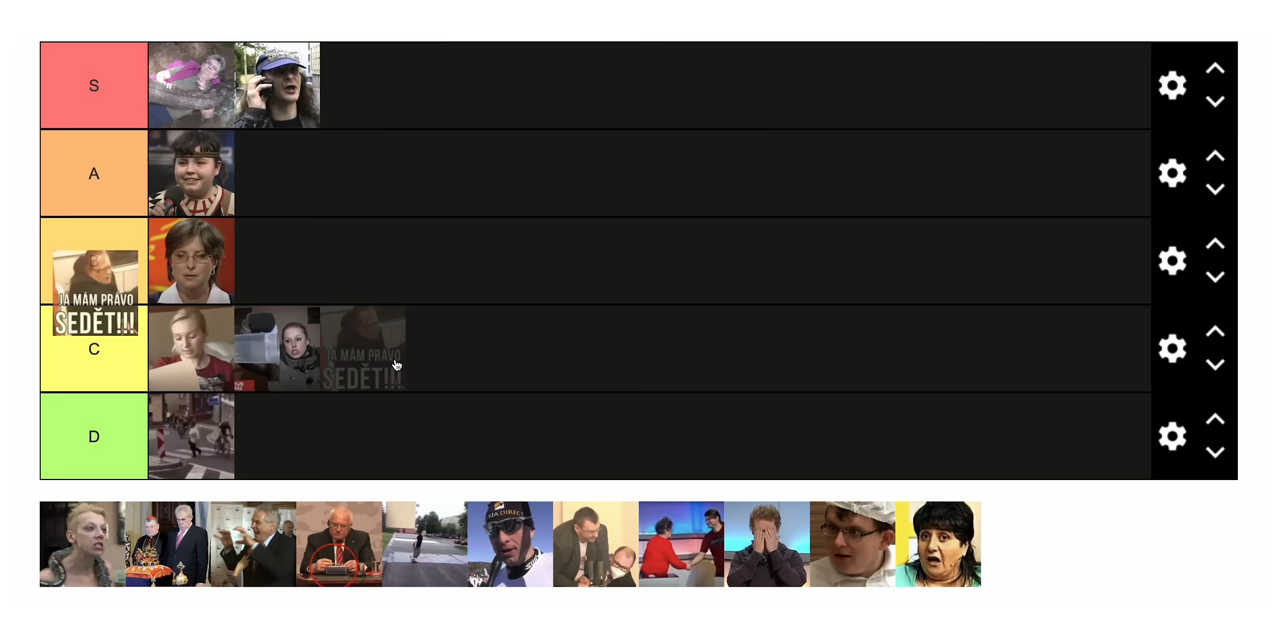 S
A
JÁ MÁM PRÁVO
SEDĚT!!!
C
JÁ MÁM PRÁVO
SEDĚT!!!
D